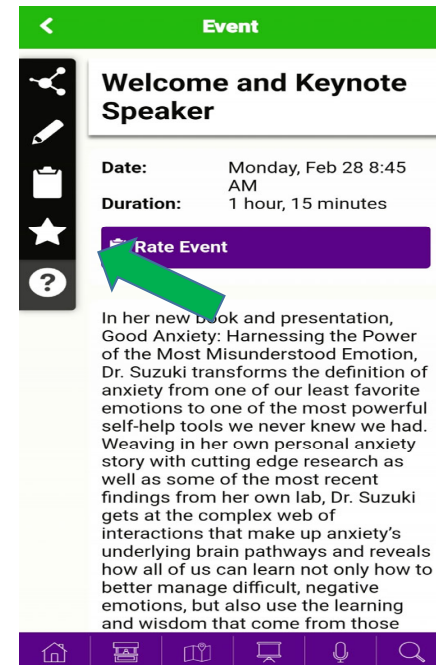 Event
Welcome and Keynote
Speaker
Date: Monday, Feb 28 8:45
AM
Duration: 1 hour, 15 minutes
Rate Event
?
In her new book and presentation,
Good Anxiety: Harnessing the Power
of the Most Misunderstood Emotion,
Dr. Suzuki transforms the definition of
anxiety from one of our least favorite
emotions to one of the most powerful
self-help tools we never knew we had.
Weaving in her own personal anxiety
story with cutting edge research as
well as some of the most recent
findings from her own lab, Dr. Suzuki
gets at the complex web of
interactions that make up anxiety’s
underlying brain pathways and reveals
how all of us can learn not only how to
better manage difficult, negative
emotions, but also use the learning
and wisdom that come from those